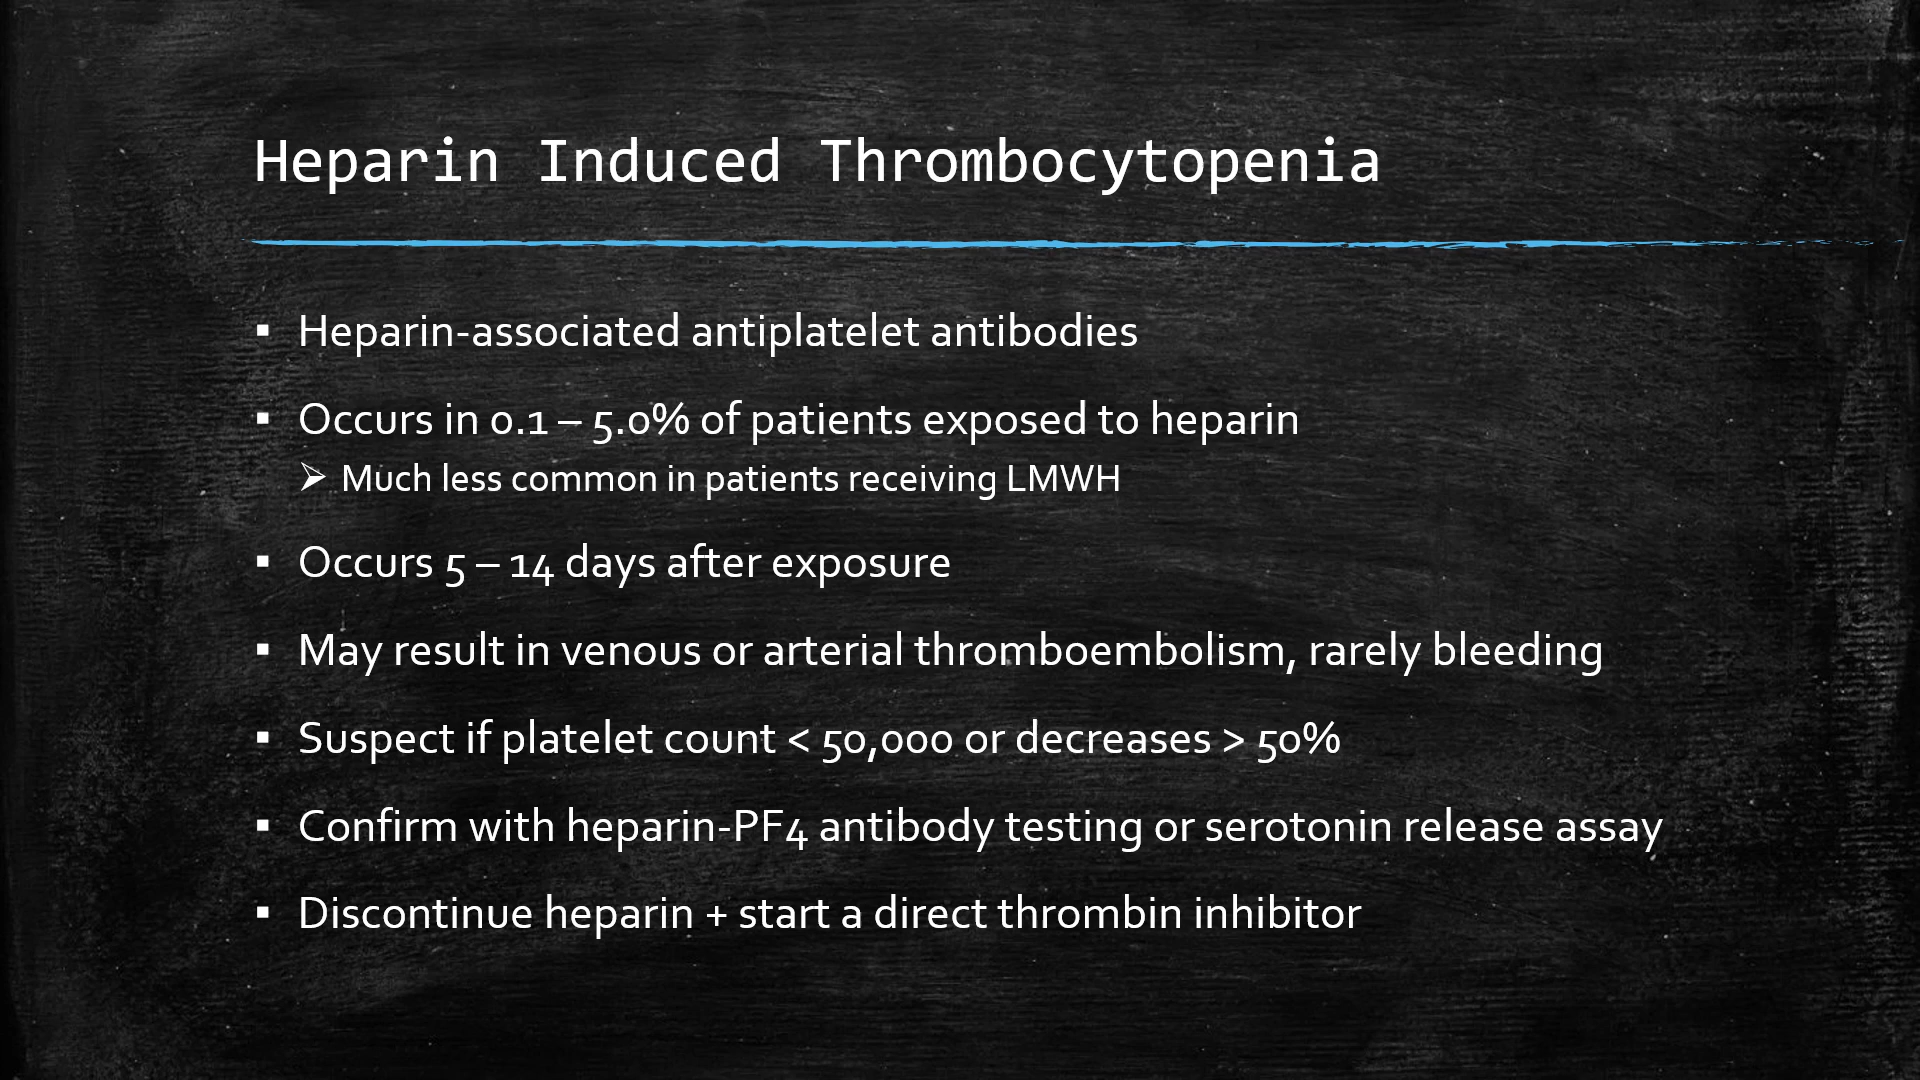 Heparin Induced Thrombocytopenia
▪ Heparin-associated antiplatelet antibodies
▪ Occurs in 0.1 – 5.0% of patients exposed to heparin
➢ Much less common in patients receiving LMWH
▪ Occurs 5 – 14 days after exposure
▪ May result in venous or arterial thromboembolism, rarely bleeding
▪ Suspect if platelet count < 50,000 or decreases > 50%
▪ Confirm with heparin-PF4 antibody testing or serotonin release assay
▪ Discontinue heparin + start a direct thrombin inhibitor